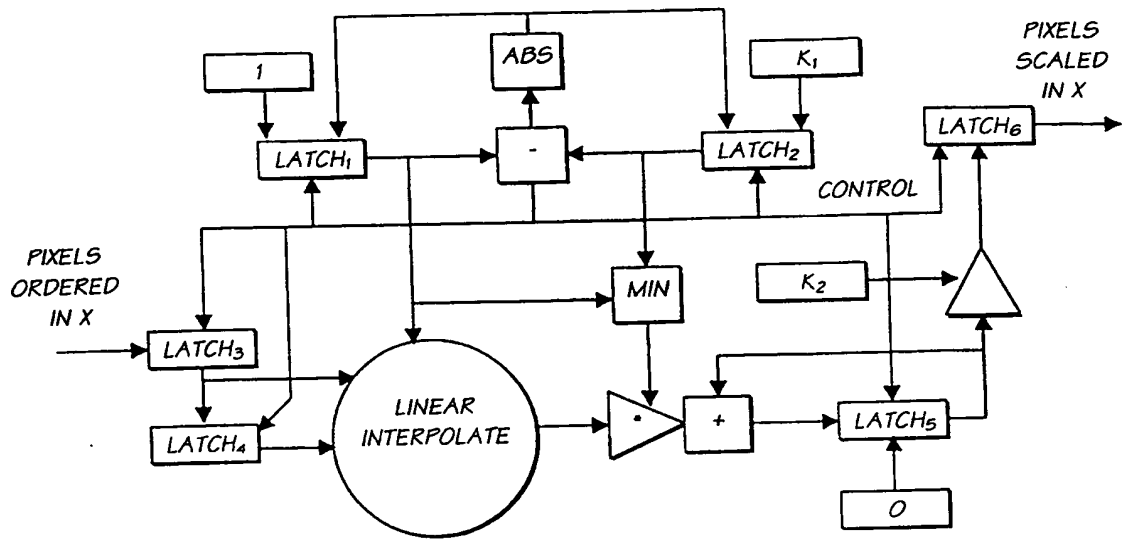 PIXELS
SCALED
IN X
ABS
1
K₁
LATCH₆
LATCH₁
-
LATCH₂
CONTROL
PIXELS
ORDERED
IN X
MIN
K₂
LATCH₃
LINEAR
INTERPOLATE
*
+
LATCH₅
LATCH₄
0